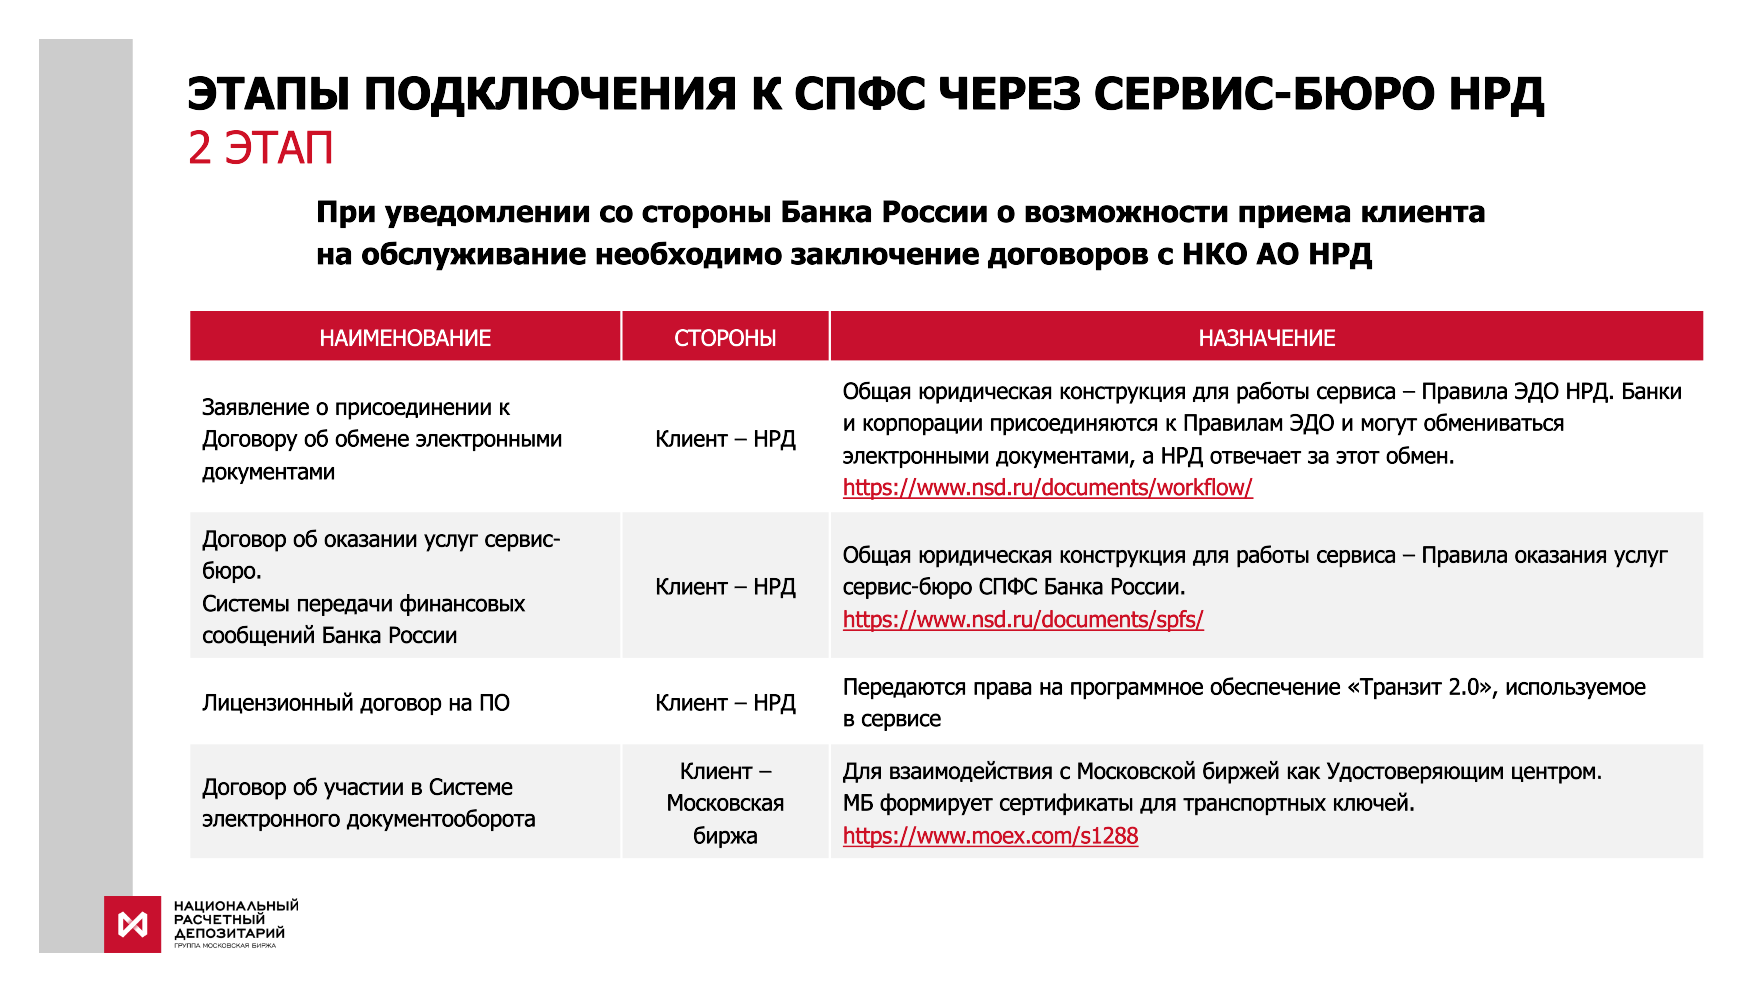 ЭТАПЫ ПОДКЛЮЧЕНИЯ К СПФС ЧЕРЕЗ СЕРВИС-БЮРО НРД
2 ЭТАП
При уведомлении со стороны Банка России о возможности приема клиента
на обслуживание необходимо заключение договоров с НКО АО НРД
НАИМЕНОВАНИЕ
СТОРОНЫ
НАЗНАЧЕНИЕ
Заявление о присоединении к
Договору об обмене электронными
документами
Клиент – НРД
Общая юридическая конструкция для работы сервиса – Правила ЭДО НРД. Банки
и корпорации присоединяются к Правилам ЭДО и могут обмениваться
электронными документами, а НРД отвечает за этот обмен.
https://www.nsd.ru/documents/workflow/
Договор об оказании услуг сервис-
бюро.
Системы передачи финансовых
сообщений Банка России
Клиент – НРД
Общая юридическая конструкция для работы сервиса – Правила оказания услуг
сервис-бюро СПФС Банка России.
https://www.nsd.ru/documents/spfs/
Лицензионный договор на ПО
Клиент – НРД
Передаются права на программное обеспечение «Транзит 2.0», используемое
в сервисе
Договор об участии в Системе
электронного документооборота
Клиент –
Московская
биржа
Для взаимодействия с Московской биржей как Удостоверяющим центром.
МБ формирует сертификаты для транспортных ключей.
https://www.moex.com/s1288
НАЦИОНАЛЬНЫЙ
РАСЧЕТНЫЙ
ДЕПОЗИТАРИЙ
ГРУППА МОСКОВСКАЯ БИРЖА